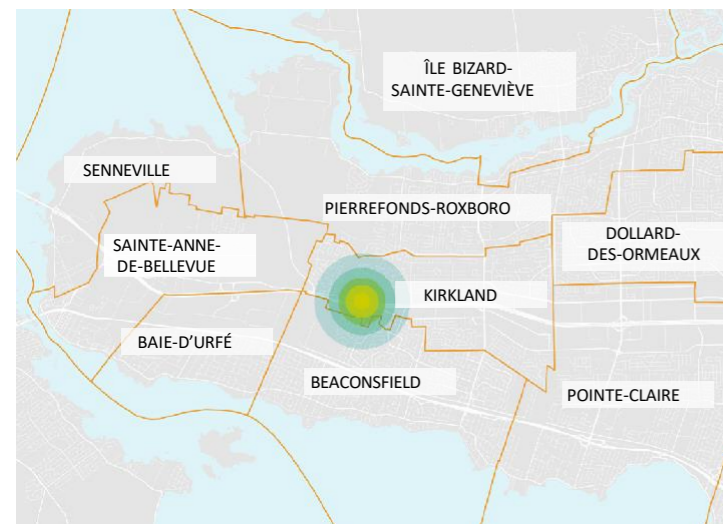 ÎLE BIZARD-
SAINTE-GENEVIÈVE
SENNEVILLE
PIERREFONDS-ROXBORO
SAINTE-ANNE-
DE-BELLEVUE
DOLLARD-
DES-ORMEAUX
KIRKLAND
BAIE-D'URFÉ
BEACONSFIELD
POINTE-CLAIRE